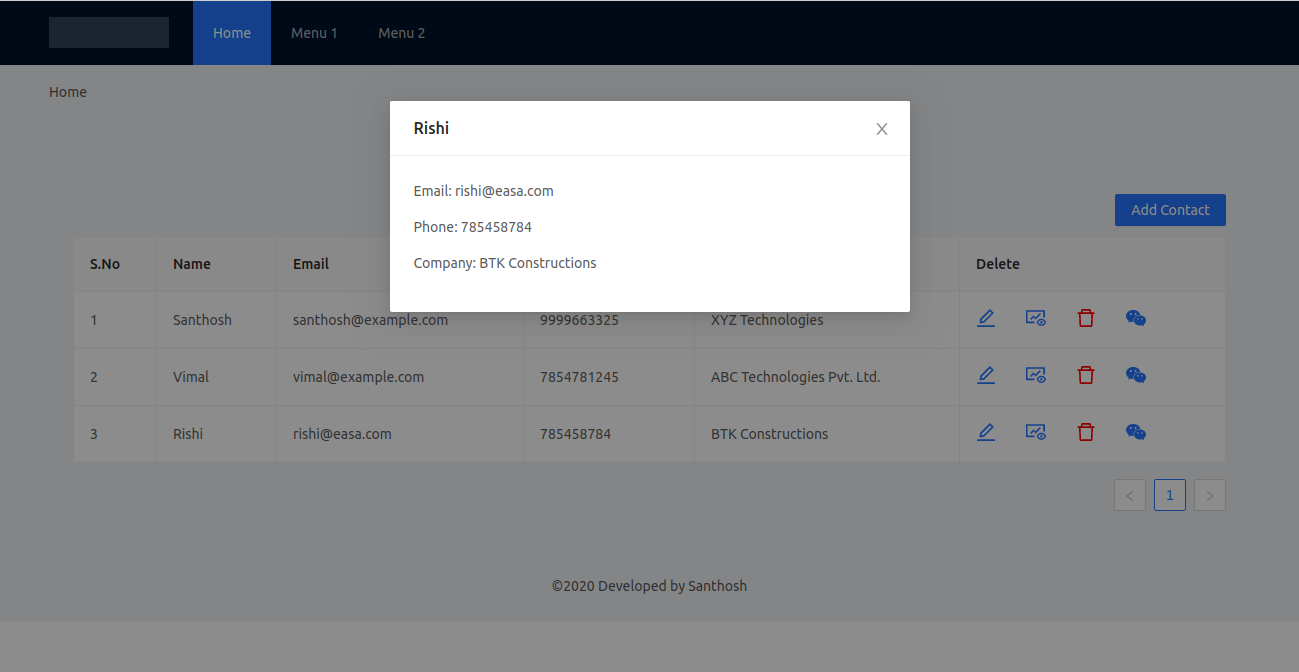 Home Menu 1 Menu 2
Home
Rishi
Email: rishi@easa.com
Phone: 785458784
Company: BTK Constructions
Add Contact
S.No Name Email Delete
1 Santhosh santhosh@example.com 9999663325 XYZ Technologies
2 Vimal vimal@example.com 7854781245 ABC Technologies Pvt. Ltd.
3 Rishi rishi@easa.com 785458784 BTK Constructions
< 1 >
©2020 Developed by Santhosh